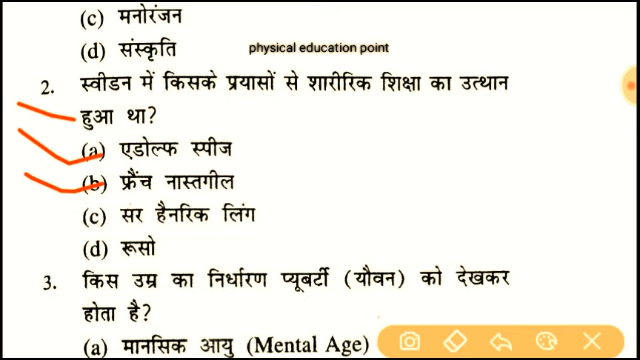 (c) मनोरंजन
(d) संस्कृति
physical education point
2. स्वीडन में किसके प्रयासों से शारीरिक शिक्षा का उत्थान
हुआ था?
(a) एडोल्फ स्पीज
(b) फ्रैंच नास्तगील
(c) सर हैनरिक लिंग
(d) रूसो
3. किस उम्र का निर्धारण प्यूबर्टी (यौवन) को देखकर
होता है?
(a) मानसिक आयु (Mental Age)